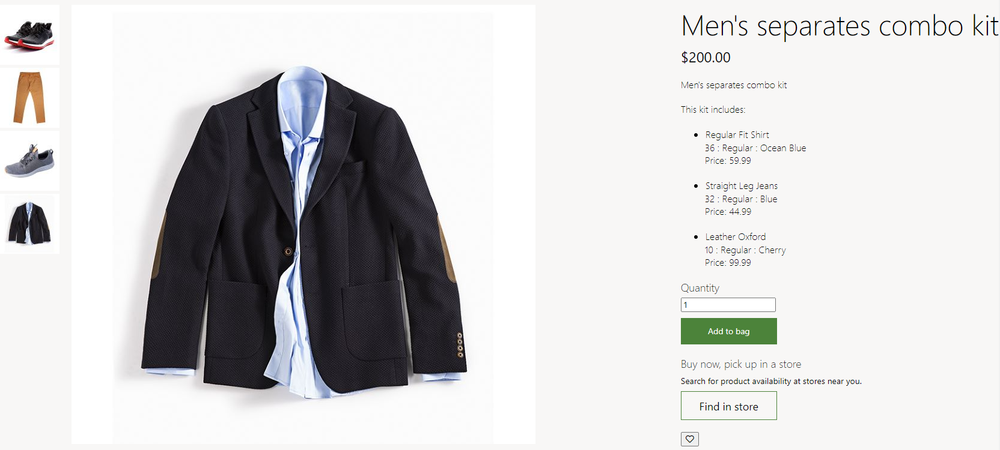 Men's separates combo kit
$200.00
Men's separates combo kit
This kit includes:
Regular Fit Shirt
36 : Regular : Ocean Blue
Price: 59.99
Straight Leg Jeans
32 : Regular : Blue
Price: 44.99
Leather Oxford
10 : Regular : Cherry
Price: 99.99
Quantity
1
Add to bag
Buy now, pick up in a store
Search for product availability at stores near you.
Find in store